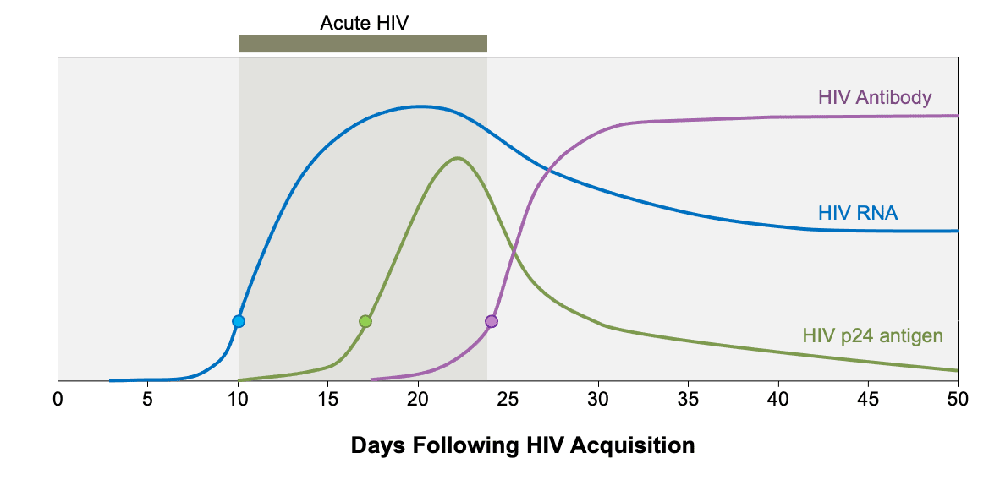 Acute HIV
HIV Antibody
HIV RNA
HIV p24 antigen
0 5 10 15 20 25 30 35 40 45 50
Days Following HIV Acquisition